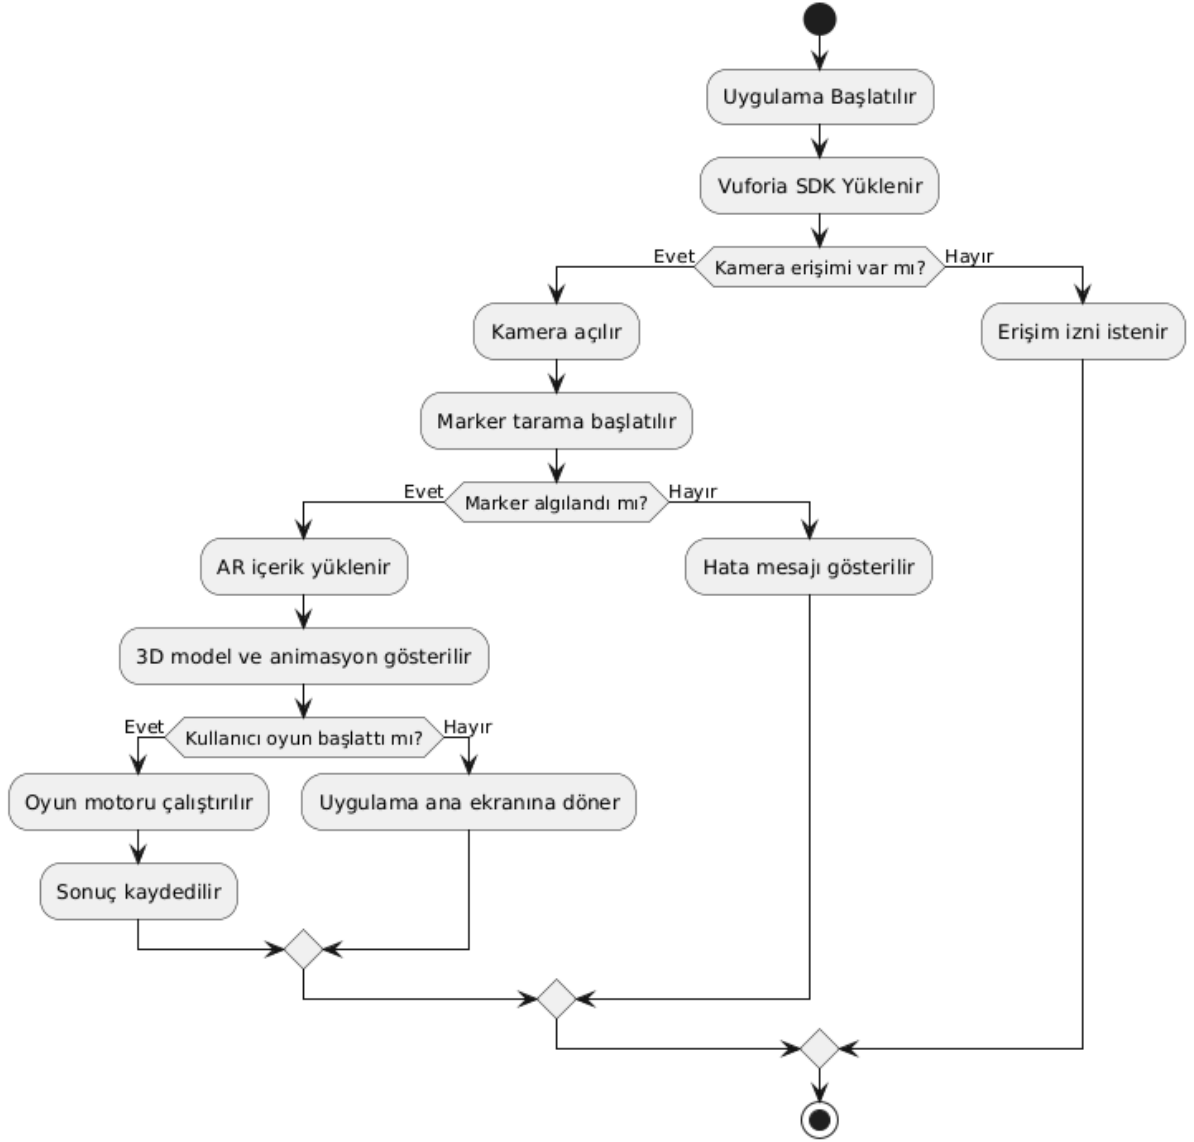 Uygulama Başlatılır
Vuforia SDK Yüklenir
Evet
Kamera erişimi var mı?
Hayır
Kamera açılır
Erişim izni istenir
Marker tarama başlatılır
Evet
Marker algılandı mı?
Hayır
AR içerik yüklenir
Hata mesajı gösterilir
3D model ve animasyon gösterilir
Evet
Kullanıcı oyun başlattı mı?
Hayır
Oyun motoru çalıştırılır
Uygulama ana ekranına döner
Sonuç kaydedilir